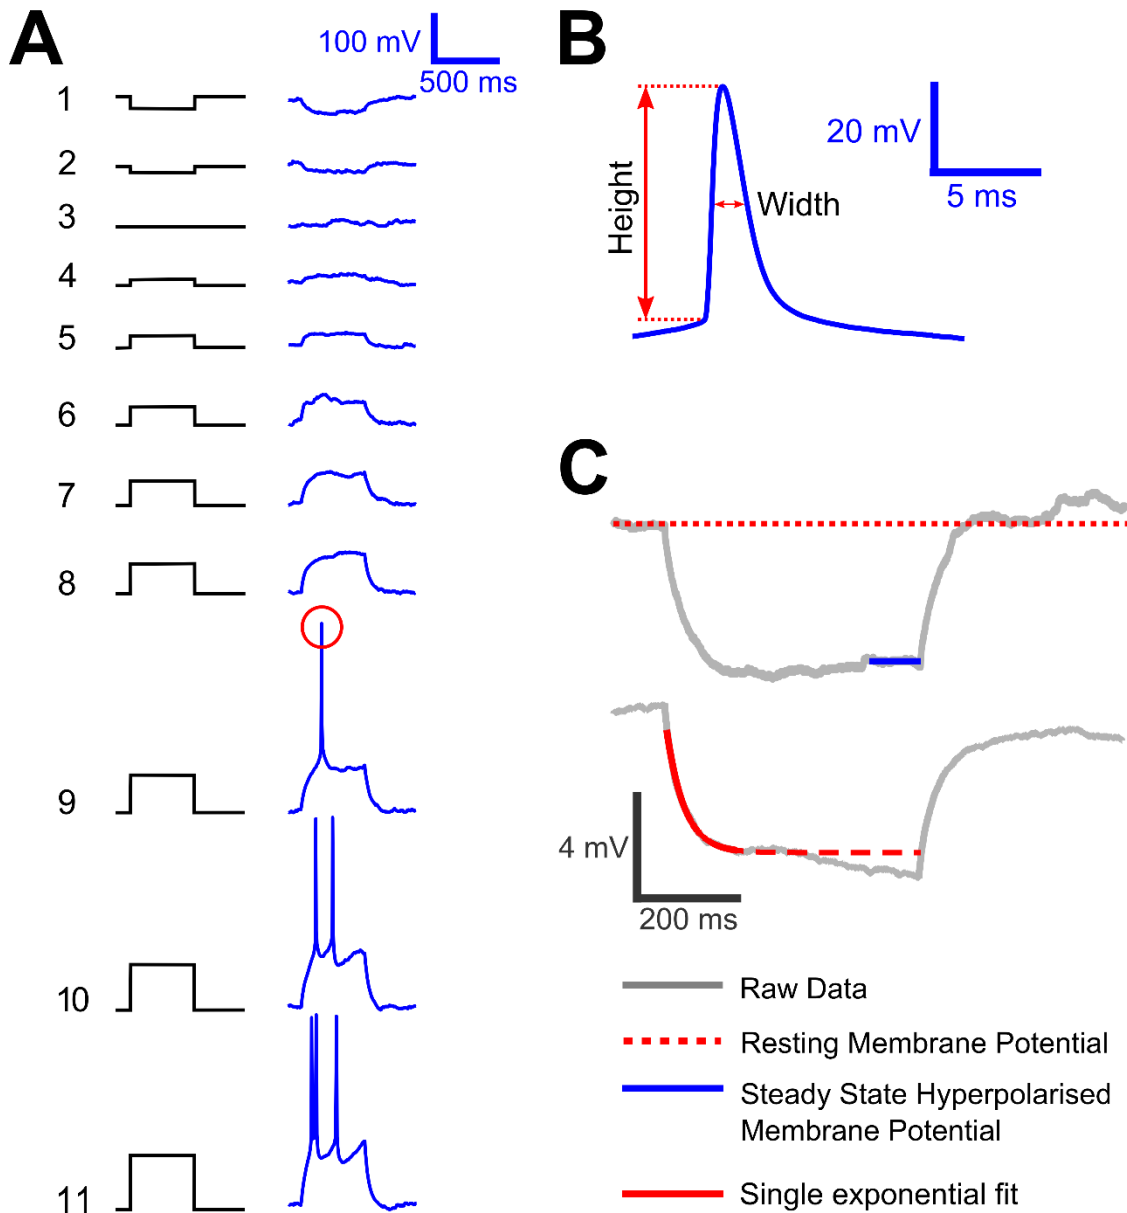 A
100 mV
500 ms
1
2
3
4
5
6
7
8
9
10
11
B
Height
Width
20 mV
5 ms
C
4 mV
200 ms
Raw Data
Resting Membrane Potential
Steady State Hyperpolarised
Membrane Potential
Single exponential fit